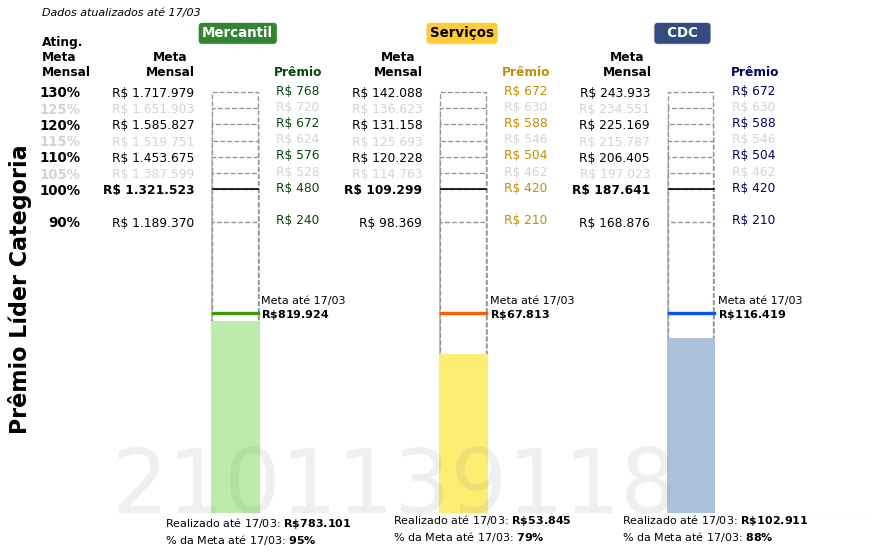 Dados atualizados até 17/03
Mercantil Serviços CDC
Ating. Meta Mensal
Meta Mensal Prêmio Meta Mensal Prêmio Meta Mensal Prêmio
130% R$ 1.717.979 R$ 768 R$ 142.088 R$ 672 R$ 243.933 R$ 672
125% R$ 1.651.903 R$ 720 R$ 136.623 R$ 630 R$ 234.551 R$ 630
120% R$ 1.585.827 R$ 672 R$ 131.158 R$ 588 R$ 225.169 R$ 588
115% R$ 1.519.751 R$ 624 R$ 125.693 R$ 546 R$ 215.787 R$ 546
110% R$ 1.453.675 R$ 576 R$ 120.228 R$ 504 R$ 206.405 R$ 504
105% R$ 1.387.599 R$ 528 R$ 114.763 R$ 462 R$ 197.023 R$ 462
100% R$ 1.321.523 R$ 480 R$ 109.299 R$ 420 R$ 187.641 R$ 420
90% R$ 1.189.370 R$ 240 R$ 98.369 R$ 210 R$ 168.876 R$ 210
Prêmio Líder Categoria
Meta até 17/03 Meta até 17/03 Meta até 17/03
R$819.924 R$67.813 R$116.419
2101139118
Realizado até 17/03: R$783.101 Realizado até 17/03: R$53.845 Realizado até 17/03: R$102.911
% da Meta até 17/03: 95% % da Meta até 17/03: 79% % da Meta até 17/03: 88%